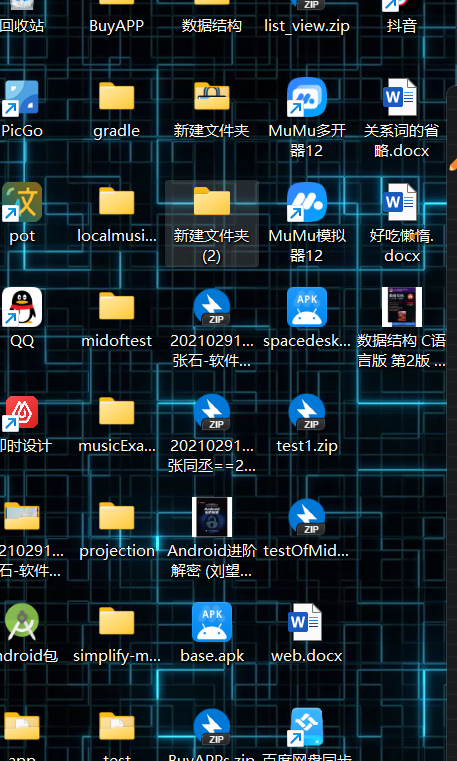 回收站 BuyAPP 数据结构 list_view.zip 抖音
PicGo gradle 新建文件夹 MuMu多开 关系词的省
器12 略.docx
pot localmusi... 新建文件夹 MuMu模拟 好吃懒惰.
(2) 器12 docx
QQ midoftest 20210291... spacedesk... 数据结构 C语
张石-软件... 言版 第2版 ...
即时设计 musicExa... 20210291... test1.zip
张同丞==2...
0210291... projection Android进阶 testOfMid...
石-软件... 解密 (刘望...
ndroid包 simplify-m... base.apk web.docx
app test BuyAPPs.zip 百度网盘同步